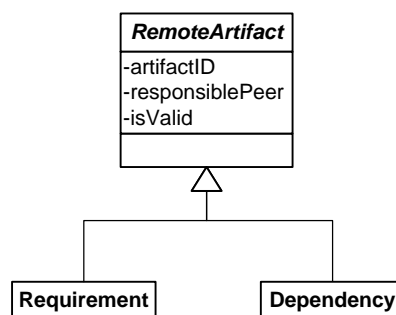 RemoteArtifact
-artifactID
-responsiblePeer
-isValid
Requirement
Dependency